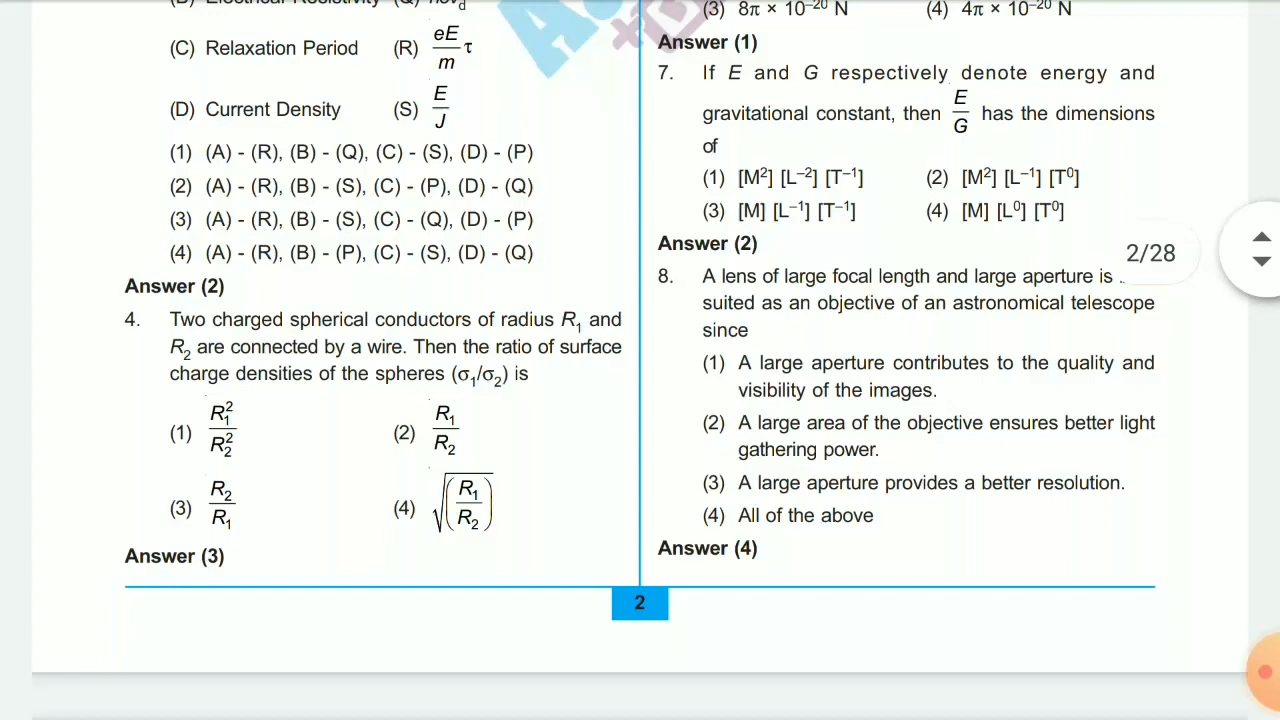 (B) Electrical Resistivity (Q) nev_d
(C) Relaxation Period (R) eE/m τ
(D) Current Density (S) E/J
(1) (A) - (R), (B) - (Q), (C) - (S), (D) - (P)
(2) (A) - (R), (B) - (S), (C) - (P), (D) - (Q)
(3) (A) - (R), (B) - (S), (C) - (Q), (D) - (P)
(4) (A) - (R), (B) - (P), (C) - (S), (D) - (Q)
Answer (2)
4. Two charged spherical conductors of radius R₁ and
R₂ are connected by a wire. Then the ratio of surface
charge densities of the spheres (σ₁/σ₂) is
(1) R₁²/R₂² (2) R₁/R₂
(3) R₂/R₁ (4) √(R₁/R₂)
Answer (3)
(3) 8π × 10⁻²⁰ N (4) 4π × 10⁻²⁰ N
Answer (1)
7. If E and G respectively denote energy and
gravitational constant, then E/G has the dimensions
of
(1) [M²] [L⁻²] [T⁻¹] (2) [M²] [L⁻¹] [T⁰]
(3) [M] [L⁻¹] [T⁻¹] (4) [M] [L⁰] [T⁰]
Answer (2)
2/28
8. A lens of large focal length and large aperture is
suited as an objective of an astronomical telescope
since
(1) A large aperture contributes to the quality and
visibility of the images.
(2) A large area of the objective ensures better light
gathering power.
(3) A large aperture provides a better resolution.
(4) All of the above
Answer (4)
2